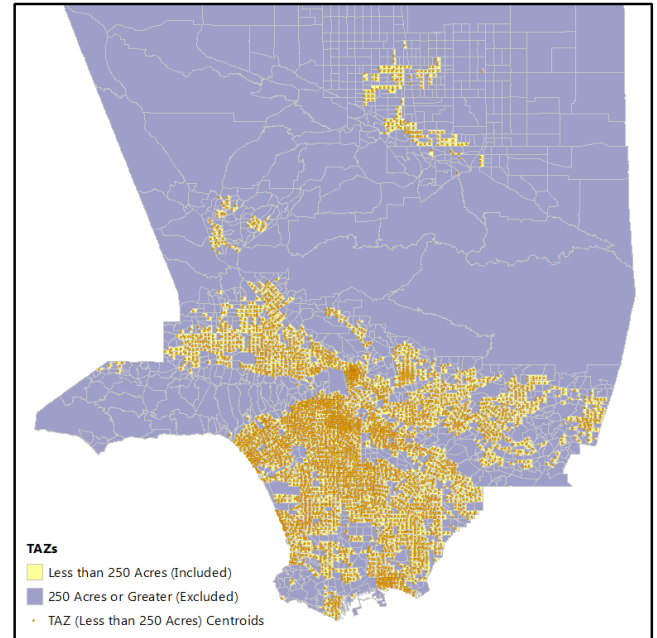 TAZs
Less than 250 Acres (Included)
250 Acres or Greater (Excluded)
TAZ (Less than 250 Acres) Centroids